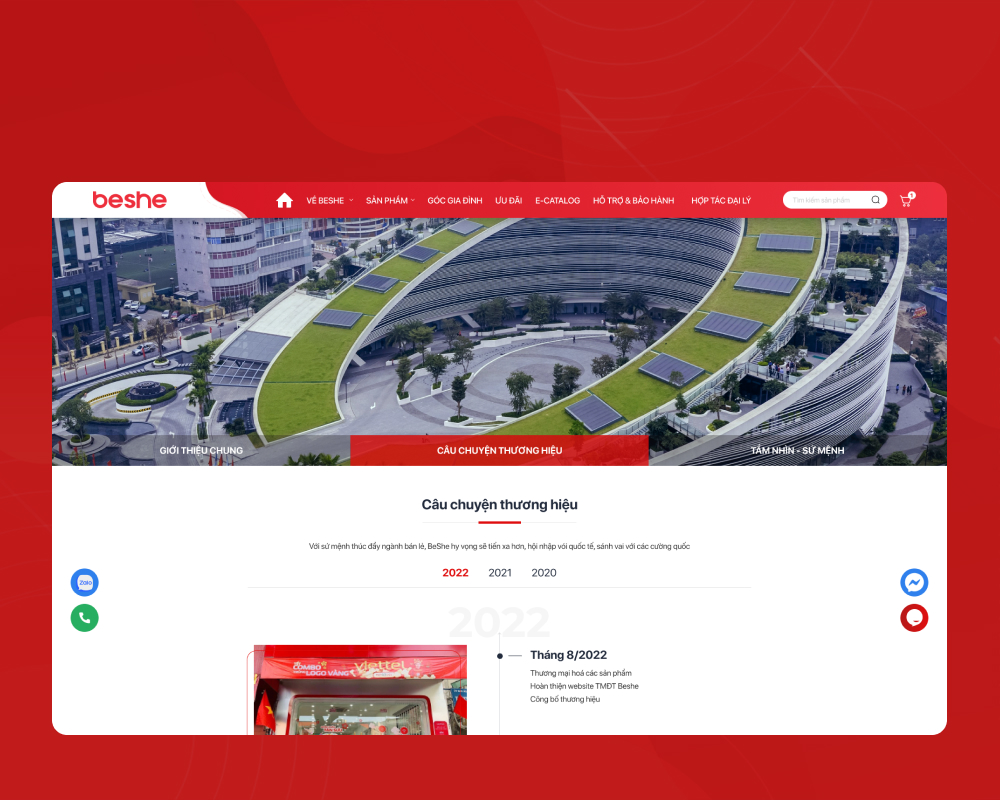 beshe
VỀ BESHE
SẢN PHẨM
GÓC GIA ĐÌNH
ƯU ĐÃI
E-CATALOG
HỖ TRỢ & BẢO HÀNH
HỢP TÁC ĐẠI LÝ
Tìm kiếm sản phẩm
GIỚI THIỆU CHUNG
CÂU CHUYỆN THƯƠNG HIỆU
TẦM NHÌN - SỨ MỆNH
Câu chuyện thương hiệu
Với sứ mệnh thúc đẩy ngành bán lẻ, BeShe hy vọng sẽ tiến xa hơn, hội nhập với quốc tế, sánh vai với các cường quốc
2022 2021 2020
Zalo
2022
Tháng 8/2022
Thương mại hoá các sản phẩm
Hoàn thiện website TMĐT Beshe
Công bố thương hiệu
COMBO
LOGO VÀNG
viettel